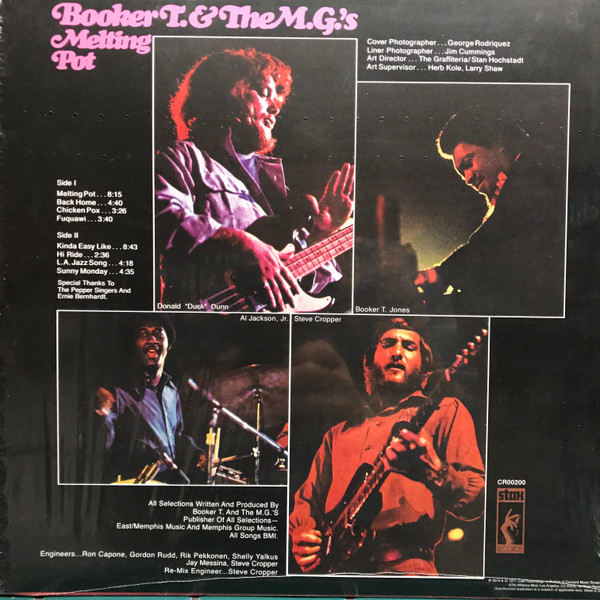 Booker T. & The M.G.'s
Melting
Pot
Cover Photographer . . . George Rodriquez
Liner Photographer . . . Jim Cummings
Art Director . . . The Graffiteria/Stan Hochstadt
Art Supervisor . . . Herb Kole, Larry Shaw
Side I
Melting Pot . . . 8:15
Back Home . . . 4:40
Chicken Pox . . . 3:26
Fuquawi . . . 3:40
Side II
Kinda Easy Like . . . 8:43
Hi Ride . . . 2:36
L.A. Jazz Song . . . 4:18
Sunny Monday . . . 4:35
Special Thanks To
The Pepper Singers And
Ernie Bernhardt.
Donald "Duck" Dunn
Booker T. Jones
Al Jackson, Jr.
Steve Cropper
CR00200
stax
All Selections Written And Produced By
Booker T. And The M.G.'S
Publisher Of All Selections—
East/Memphis Music And Memphis Group Music.
All Songs BMI.
Engineers...Ron Capone, Gordon Rudd, Rik Pekkonen, Shelly Yalkus
Jay Messina, Steve Cropper
Re-Mix Engineer...Steve Cropper